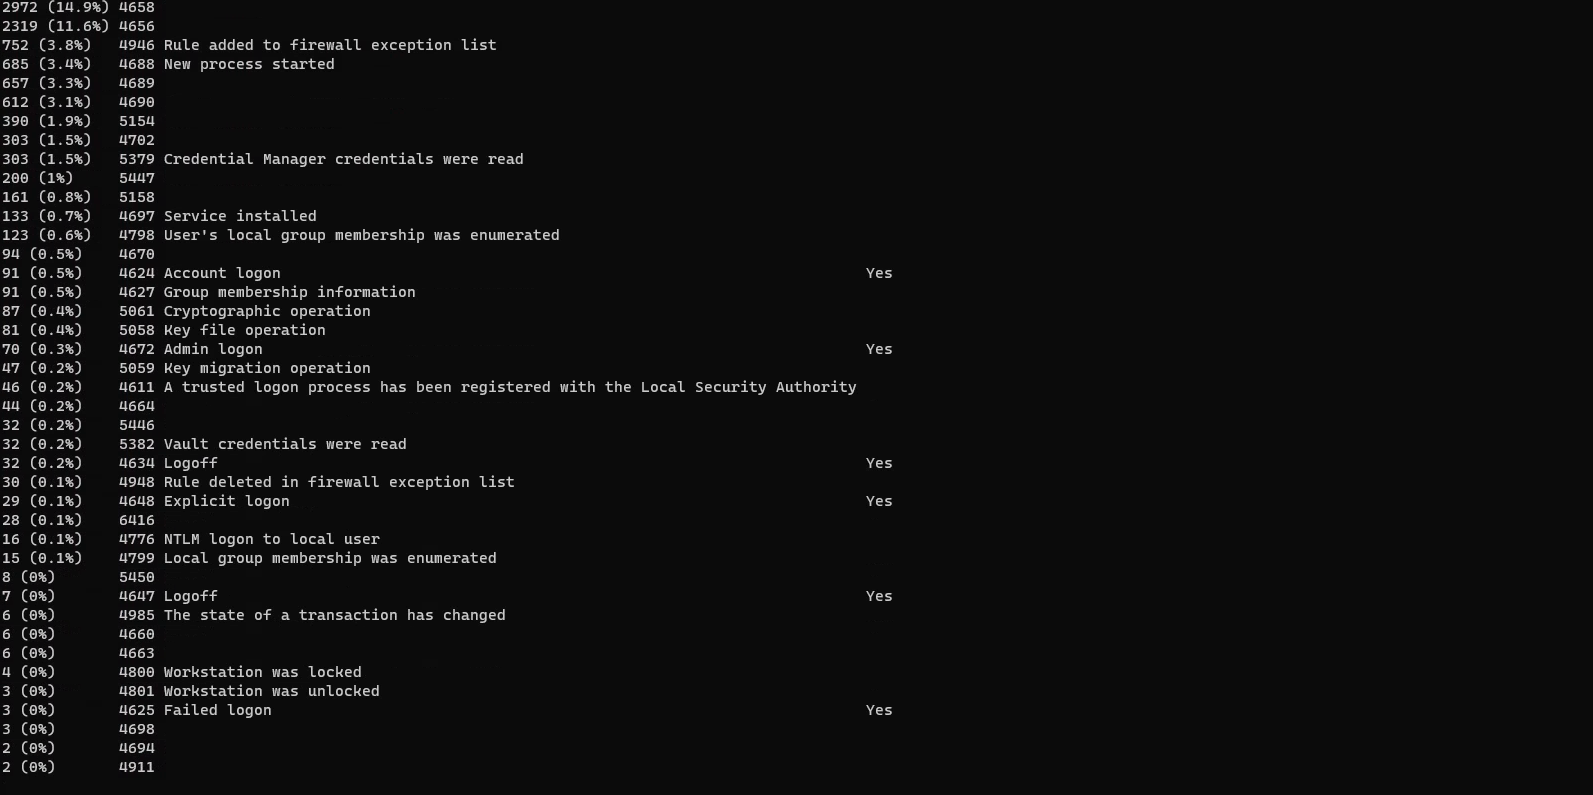 2972 (14.9%) 4658
2319 (11.6%) 4656
752 (3.8%) 4946 Rule added to firewall exception list
685 (3.4%) 4688 New process started
657 (3.3%) 4689
612 (3.1%) 4690
390 (1.9%) 5154
303 (1.5%) 4702
303 (1.5%) 5379 Credential Manager credentials were read
200 (1%) 5447
161 (0.8%) 5158
133 (0.7%) 4697 Service installed
123 (0.6%) 4798 User's local group membership was enumerated
94 (0.5%) 4670
91 (0.5%) 4624 Account logon Yes
91 (0.5%) 4627 Group membership information
87 (0.4%) 5061 Cryptographic operation
81 (0.4%) 5058 Key file operation
70 (0.3%) 4672 Admin logon Yes
47 (0.2%) 5059 Key migration operation
46 (0.2%) 4611 A trusted logon process has been registered with the Local Security Authority
44 (0.2%) 4664
32 (0.2%) 5446
32 (0.2%) 5382 Vault credentials were read
32 (0.2%) 4634 Logoff Yes
30 (0.1%) 4948 Rule deleted in firewall exception list
29 (0.1%) 4648 Explicit logon Yes
28 (0.1%) 6416
16 (0.1%) 4776 NTLM logon to local user
15 (0.1%) 4799 Local group membership was enumerated
8 (0%) 5450
7 (0%) 4647 Logoff Yes
6 (0%) 4985 The state of a transaction has changed
6 (0%) 4660
6 (0%) 4663
4 (0%) 4800 Workstation was locked
3 (0%) 4801 Workstation was unlocked
3 (0%) 4625 Failed logon Yes
3 (0%) 4698
2 (0%) 4694
2 (0%) 4911